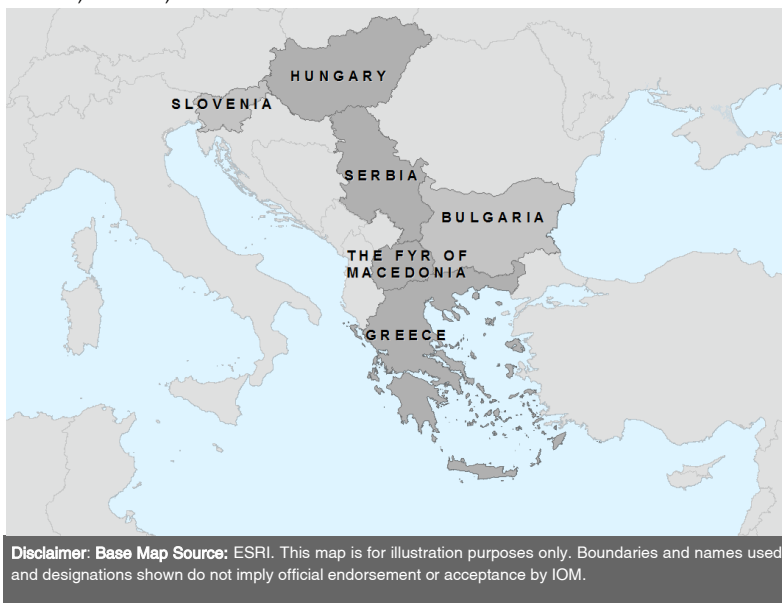 HUNGARY
SLOVENIA
SERBIA
BULGARIA
THE FYR OF
MACEDONIA
GREECE
Disclaimer: Base Map Source: ESRI. This map is for illustration purposes only. Boundaries and names used
and designations shown do not imply official endorsement or acceptance by IOM.